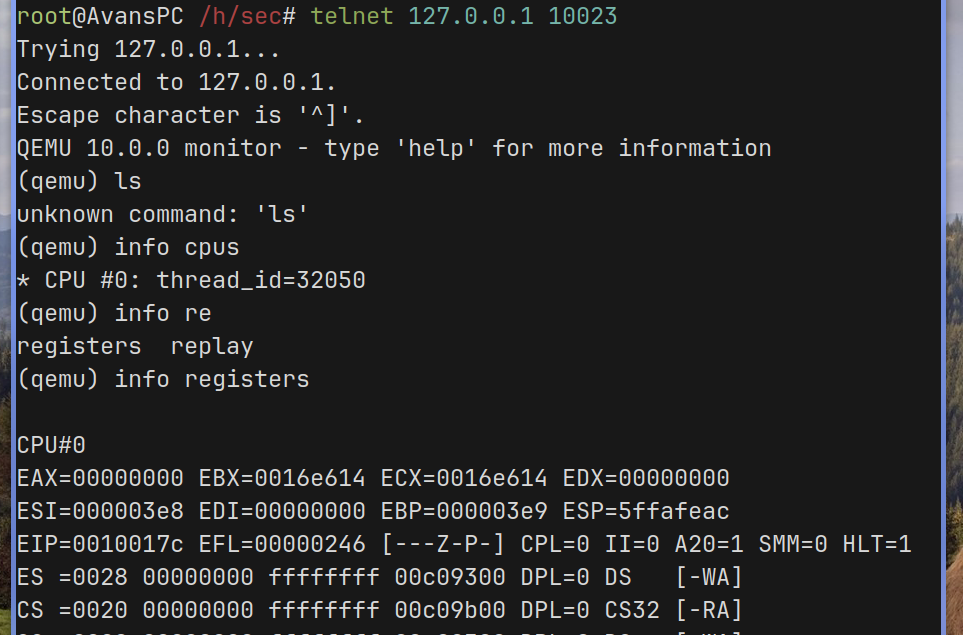 root@AvansPC /h/sec# telnet 127.0.0.1 10023
Trying 127.0.0.1...
Connected to 127.0.0.1.
Escape character is '^]'.
QEMU 10.0.0 monitor - type 'help' for more information
(qemu) ls
unknown command: 'ls'
(qemu) info cpus
* CPU #0: thread_id=32050
(qemu) info re
registers  replay
(qemu) info registers

CPU#0
EAX=00000000 EBX=0016e614 ECX=0016e614 EDX=00000000
ESI=000003e8 EDI=00000000 EBP=000003e9 ESP=5ffafeac
EIP=0010017c EFL=00000246 [---Z-P-] CPL=0 II=0 A20=1 SMM=0 HLT=1
ES =0028 00000000 ffffffff 00c09300 DPL=0 DS   [-WA]
CS =0020 00000000 ffffffff 00c09b00 DPL=0 CS32 [-RA]